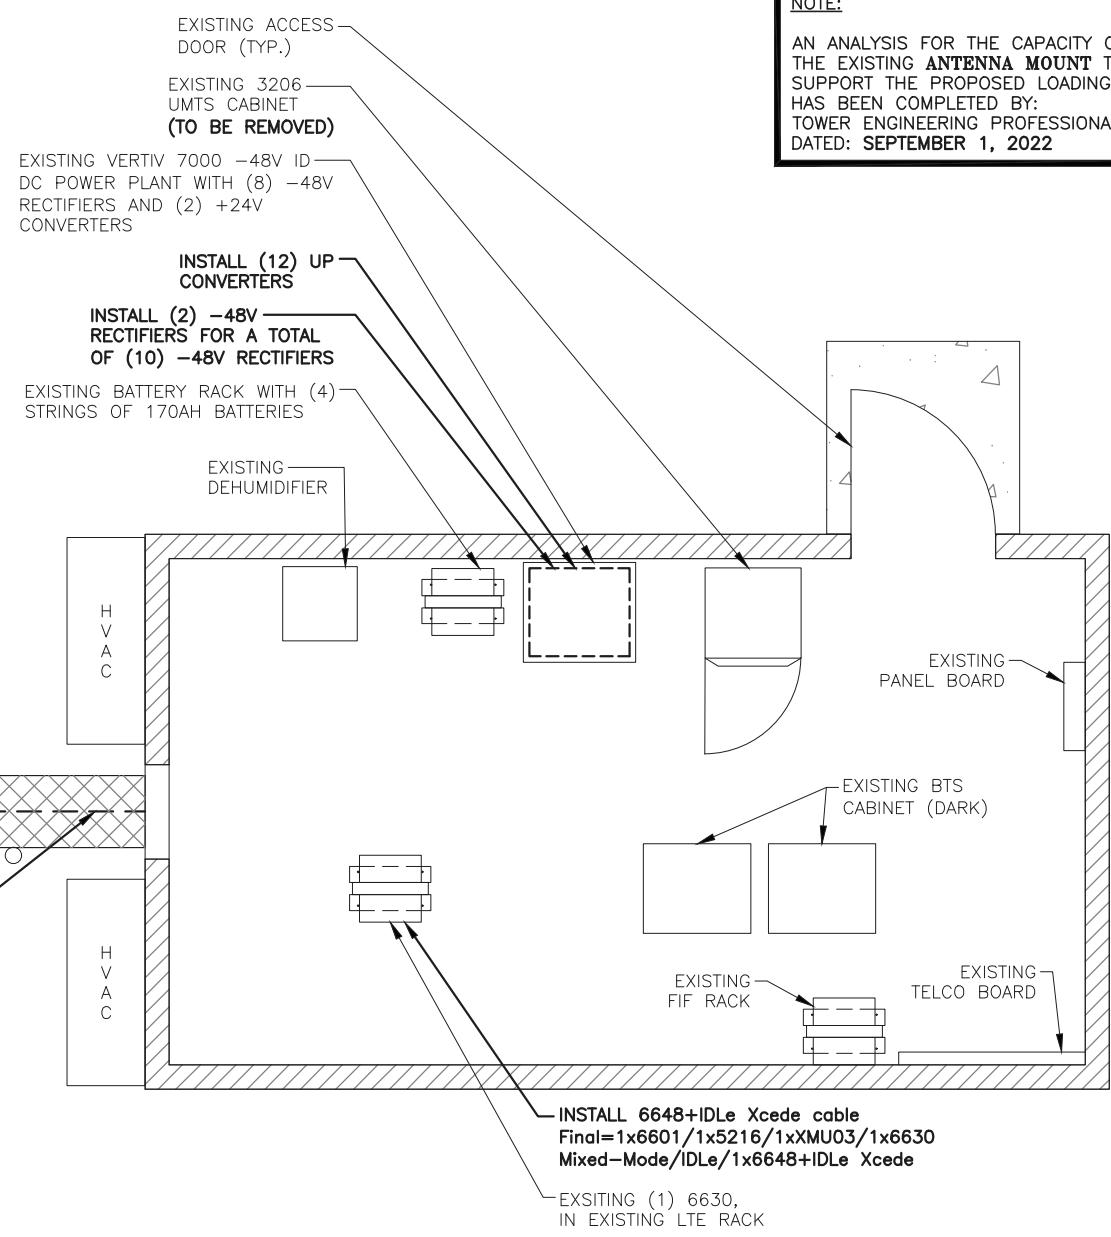 NOTE:
AN ANALYSIS FOR THE CAPACITY
THE EXISTING ANTENNA MOUNT
SUPPORT THE PROPOSED LOADING
HAS BEEN COMPLETED BY:
TOWER ENGINEERING
DATED: SEPTEMBER 1, 2022
EXISTING ACCESS
DOOR (TYP.)
EXISTING 3206
UMTS CABINET
(TO BE REMOVED)
EXISTING VERTIV 7000 -48V ID
DC POWER PLANT WITH (8) -48V
RECTIFIERS AND (2) +24V
CONVERTERS
INSTALL (12) UP
CONVERTERS
INSTALL (2) -48V
RECTIFIERS FOR A TOTAL
OF (10) -48V RECTIFIERS
EXISTING BATTERY RACK WITH (4)
STRINGS OF 170AH BATTERIES
EXISTING
DEHUMIDIFIER
H
V
A
C
EXISTING
PANEL BOARD
EXISTING BTS
CABINET (DARK)
H
V
A
C
EXISTING
FIF RACK
EXISTING
TELCO BOARD
INSTALL 6648+IDLe Xcede cable
Final=1x6601/1x5216/1xXMU03/1x6630
Mixed-Mode/IDLe/1x6648+IDLe Xcede
EXSITING (1) 6630,
IN EXISTING LTE RACK